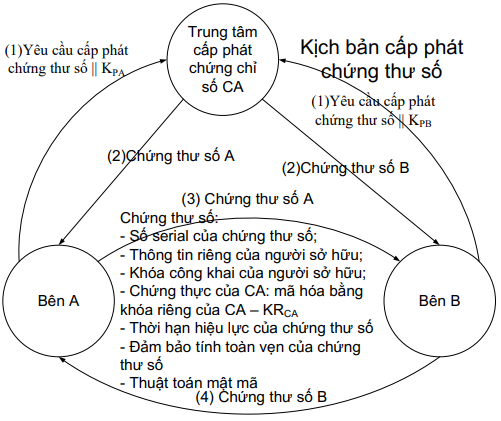 Trung tâm
cấp phát
chứng chỉ
số CA
Kịch bản cấp phát
chứng thư số
(1)Yêu cầu cấp phát
chứng thư số || KPA
(1)Yêu cầu cấp phát
chứng thư số || KPB
(2)Chứng thư số A
(2)Chứng thư số B
(3) Chứng thư số A
Chứng thư số:
- Số serial của chứng thư số;
- Thông tin riêng của người sở hữu;
- Khóa công khai của người sở hữu;
- Chứng thực của CA: mã hóa bằng
khóa riêng của CA – KRCA
- Thời hạn hiệu lực của chứng thư số
- Đảm bảo tính toàn vẹn của chứng
thư số
- Thuật toán mật mã
Bên A
Bên B
(4) Chứng thư số B